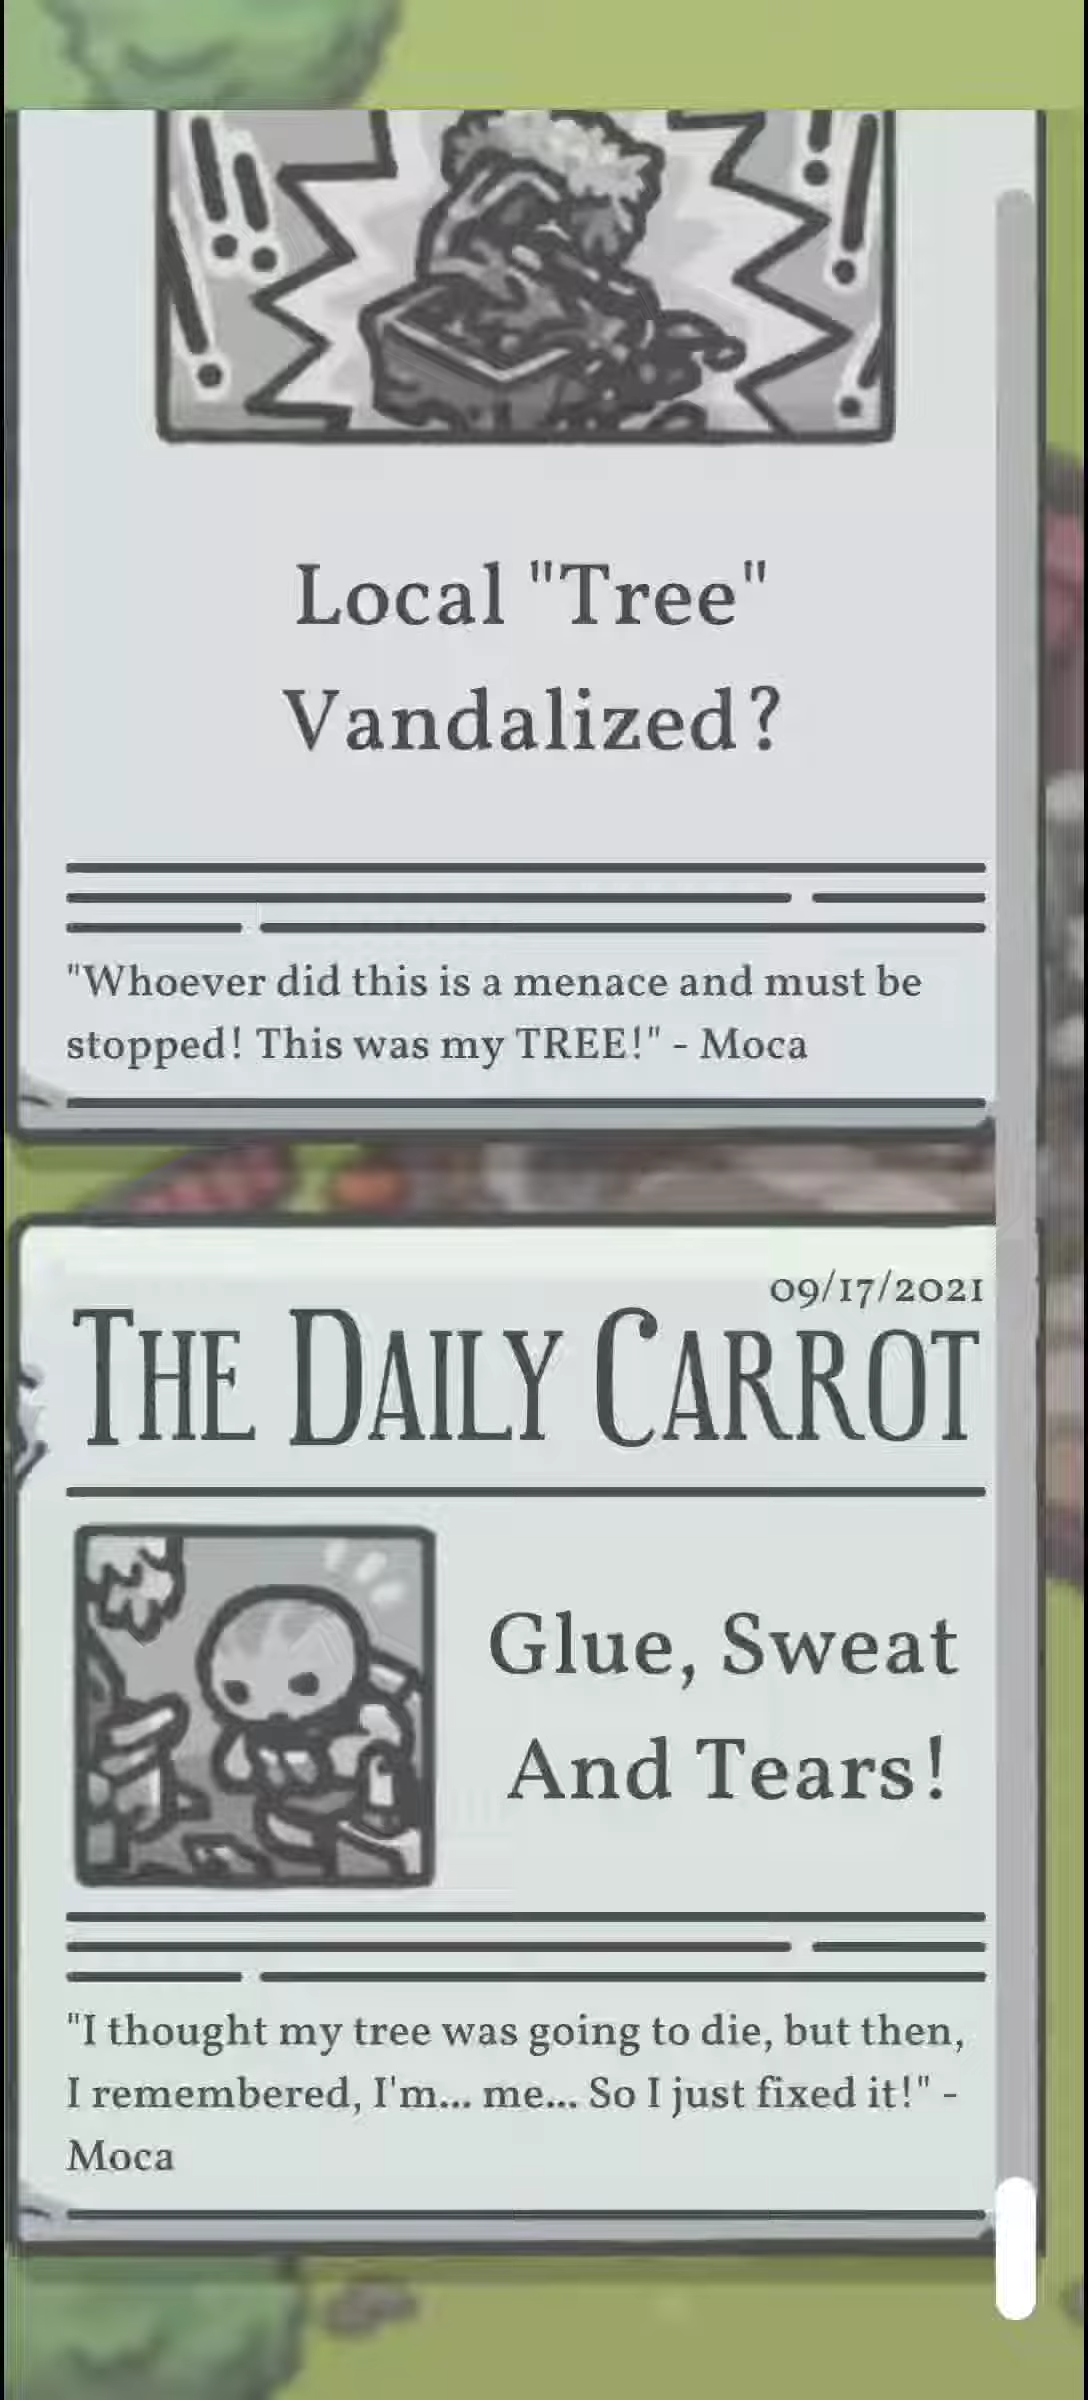 Local "Tree"
Vandalized?
"Whoever did this is a menace and must be
stopped! This was my TREE!" - Moca
09/17/2021
THE DAILY CARROT
Glue, Sweat
And Tears!
"I thought my tree was going to die, but then,
I remembered, I'm... me... So I just fixed it!" -
Moca